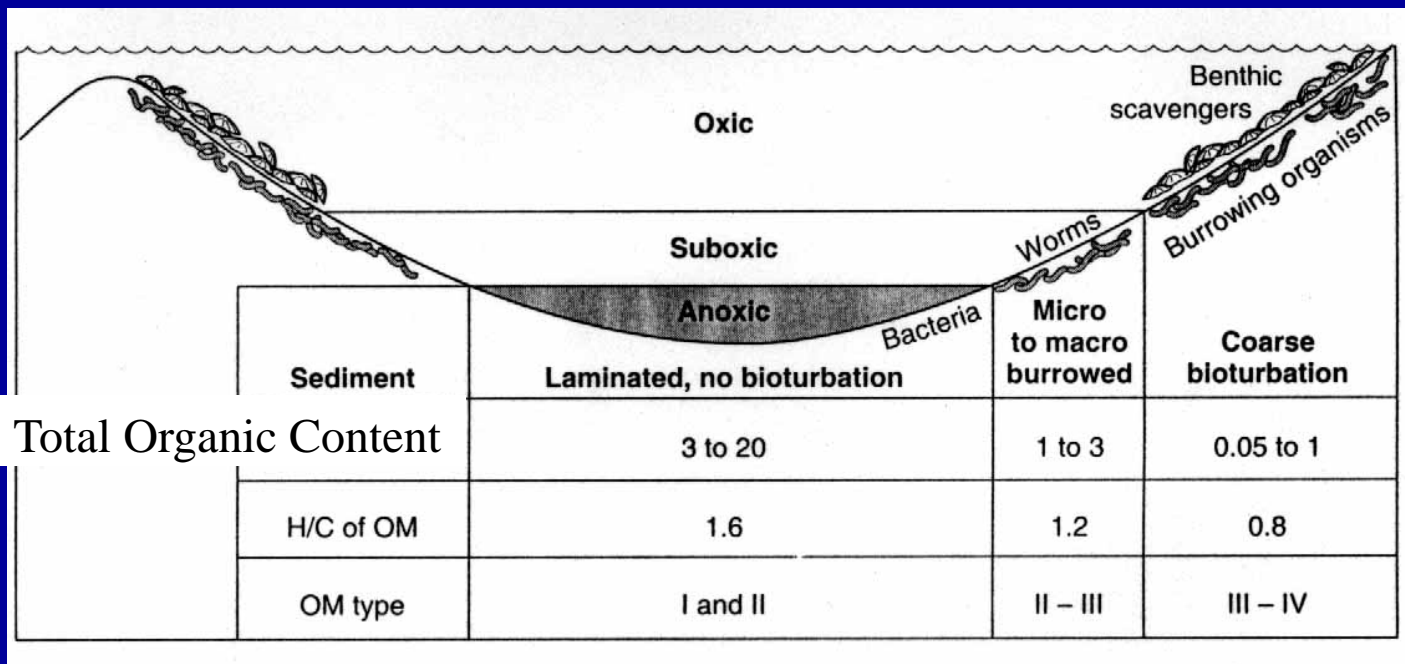 Benthic
scavengers
Oxic
Burrowing organisms
Suboxic
Worms
Anoxic
Bacteria
Sediment
Laminated, no bioturbation
Micro
to macro
burrowed
Coarse
bioturbation
Total Organic Content
3 to 20
1 to 3
0.05 to 1
H/C of OM
1.6
1.2
0.8
OM type
I and II
II – III
III – IV